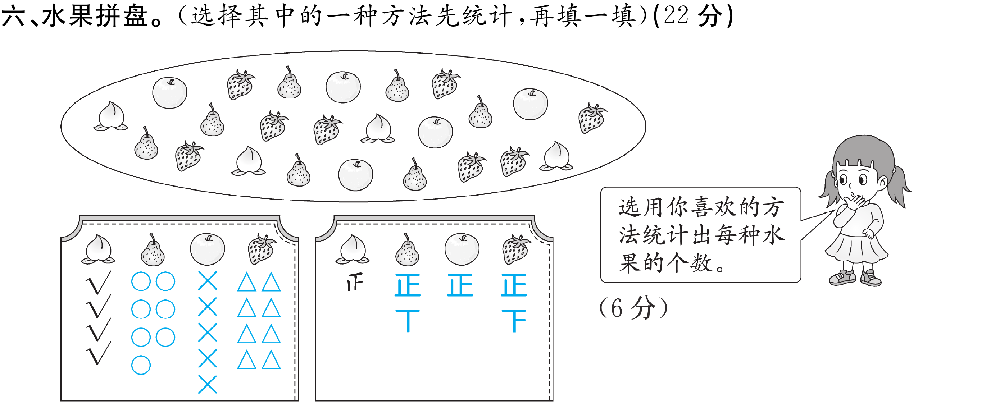 六、水果拼盘。(选择其中的一种方法先统计,再填一填)(22 分)
选用你喜欢的方
法统计出每种水
果的个数。
正 正 正
丅 下
(6 分)